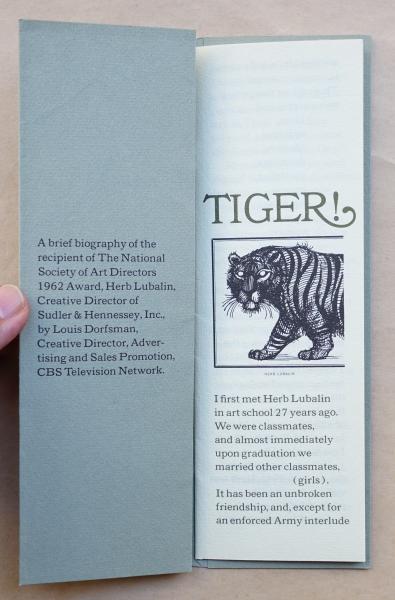 A brief biography of the
recipient of The National
Society of Art Directors
1962 Award, Herb Lubalin,
Creative Director of
Sudler & Hennessey, Inc.,
by Louis Dorfsman,
Creative Director, Adver-
tising and Sales Promotion,
CBS Television Network.
TIGER!
HERB LUBALIN
I first met Herb Lubalin
in art school 27 years ago.
We were classmates,
and almost immediately
upon graduation we
married other classmates,
(girls).
It has been an unbroken
friendship, and, except for
an enforced Army interlude